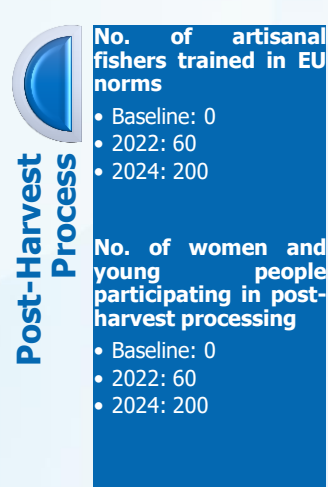 Post-Harvest
Process
No. of artisanal
fishers trained in EU
norms
• Baseline: 0
• 2022: 60
• 2024: 200
No. of women and
young people
participating in post-
harvest processing
• Baseline: 0
• 2022: 60
• 2024: 200